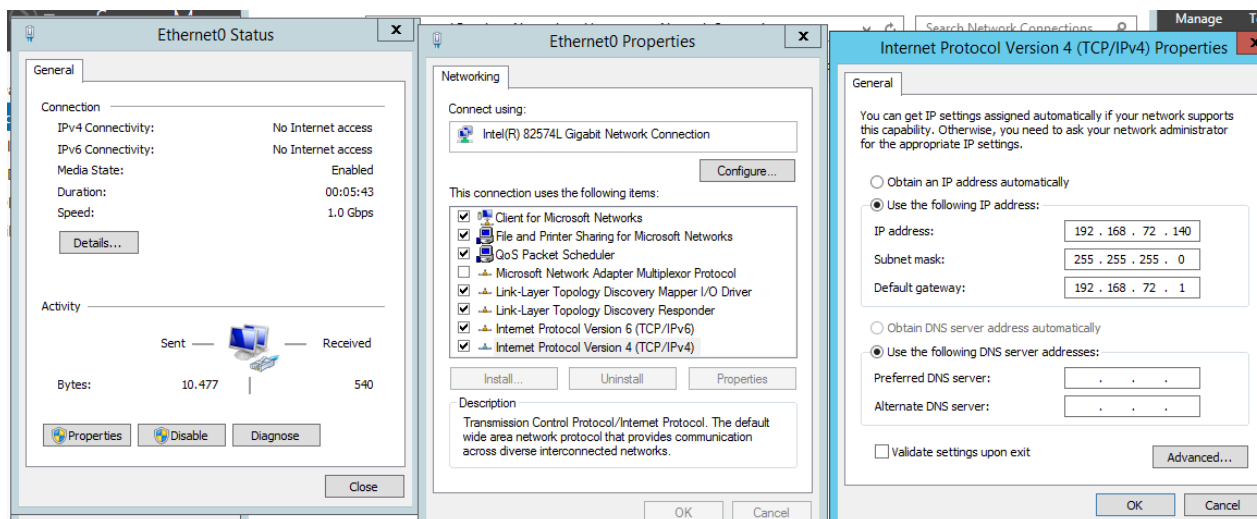 Search Network Connections
Manage
Ethernet0 Status
x
General
Connection
IPv4 Connectivity: No Internet access
IPv6 Connectivity: No Internet access
Media State: Enabled
Duration: 00:05:43
Speed: 1.0 Gbps
Details...
Activity
Sent Received
Bytes: 10.477 540
Properties
Disable
Diagnose
Close
Ethernet0 Properties
x
Networking
Connect using:
Intel(R) 82574L Gigabit Network Connection
Configure...
This connection uses the following items:
Client for Microsoft Networks
File and Printer Sharing for Microsoft Networks
QoS Packet Scheduler
Microsoft Network Adapter Multiplexor Protocol
Link-Layer Topology Discovery Mapper I/O Driver
Link-Layer Topology Discovery Responder
Internet Protocol Version 6 (TCP/IPv6)
Internet Protocol Version 4 (TCP/IPv4)
Install... Uninstall Properties
Description
Transmission Control Protocol/Internet Protocol. The default
wide area network protocol that provides communication
across diverse interconnected networks.
OK Cancel
Internet Protocol Version 4 (TCP/IPv4) Properties
x
General
You can get IP settings assigned automatically if your network supports
this capability. Otherwise, you need to ask your network administrator
for the appropriate IP settings.
Obtain an IP address automatically
Use the following IP address:
IP address: 192 . 168 . 72 . 140
Subnet mask: 255 . 255 . 255 . 0
Default gateway: 192 . 168 . 72 . 1
Obtain DNS server address automatically
Use the following DNS server addresses:
Preferred DNS server: . . .
Alternate DNS server: . . .
Validate settings upon exit
Advanced...
OK Cancel